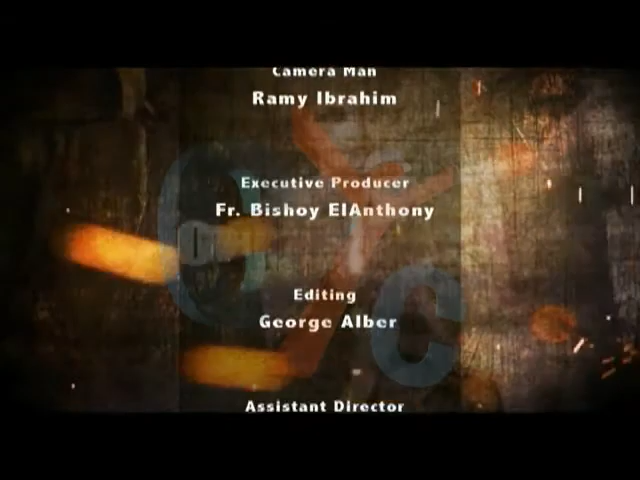 Camera Man
Ramy Ibrahim
Executive Producer
Fr. Bishoy ElAnthony
Editing
George Alber
Assistant Director